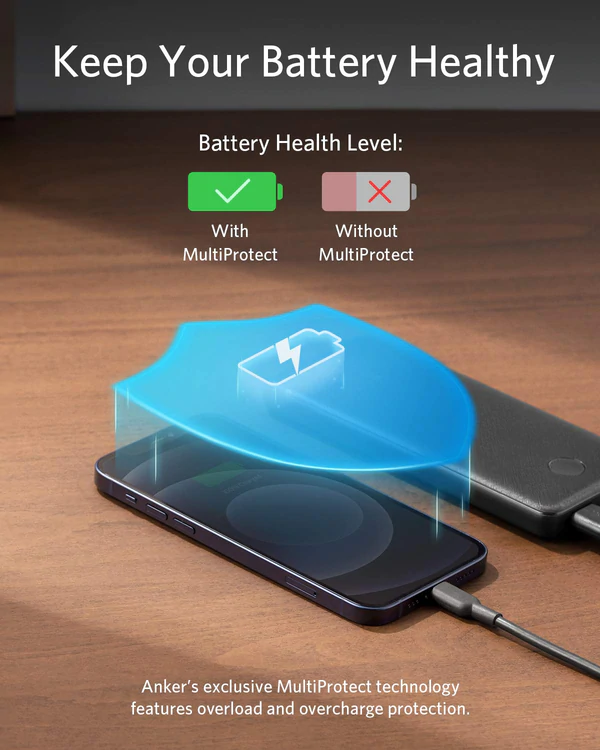 Keep Your Battery Healthy
Battery Health Level:
With
MultiProtect
Without
MultiProtect
Anker's exclusive MultiProtect technology
features overload and overcharge protection.